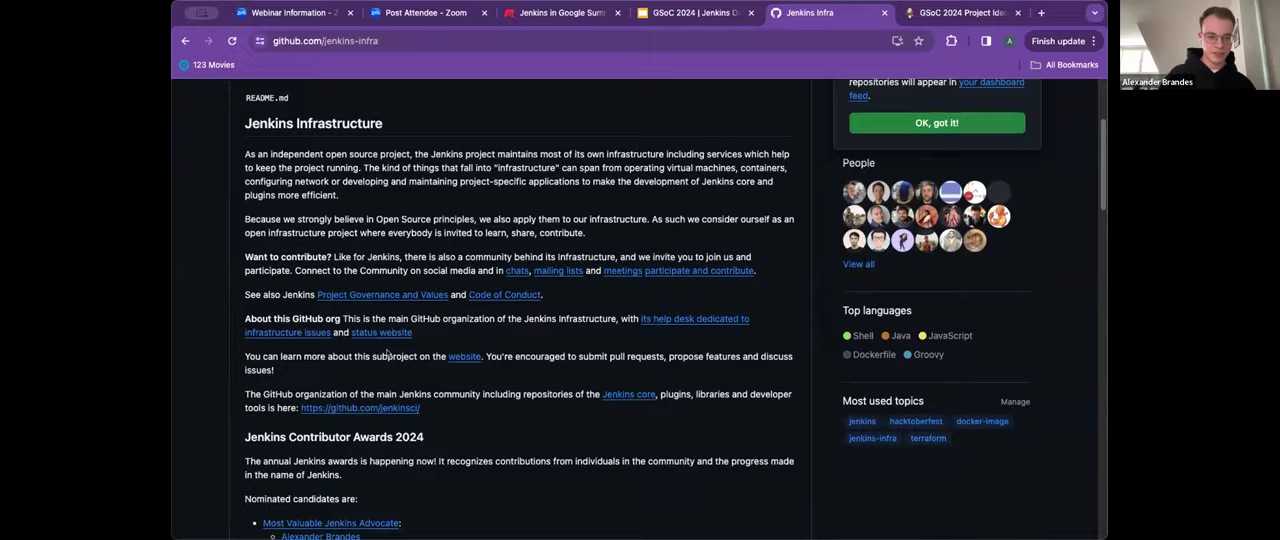 Webinar Information - Z
Post Attendee - Zoom
Jenkins in Google Sum
GSoC 2024 | Jenkins D
Jenkins Infra
GSoC 2024 Project Ide
github.com/jenkins-infra
A
Finish update
123 Movies
All Bookmarks
Alexander Brandes
README.md
Jenkins Infrastructure
As an independent open source project, the Jenkins project maintains most of its own infrastructure including services which help
to keep the project running. The kind of things that fall into "infrastructure" can span from operating virtual machines, containers,
configuring network or developing and maintaining project-specific applications to make the development of Jenkins core and
plugins more efficient.
Because we strongly believe in Open Source principles, we also apply them to our infrastructure. As such we consider ourself as an
open infrastructure project where everybody is invited to learn, share, contribute.
Want to contribute? Like for Jenkins, there is also a community behind its Infrastructure, and we invite you to join us and
participate. Connect to the Community on social media and in chats, mailing lists and meetings participate and contribute.
See also Jenkins Project Governance and Values and Code of Conduct.
About this GitHub org This is the main GitHub organization of the Jenkins Infrastructure, with its help desk dedicated to
infrastructure issues and status website
You can learn more about this subproject on the website. You're encouraged to submit pull requests, propose features and discuss
issues!
The GitHub organization of the main Jenkins community including repositories of the Jenkins core, plugins, libraries and developer
tools is here: https://github.com/jenkinsci/
Jenkins Contributor Awards 2024
The annual Jenkins awards is happening now! It recognizes contributions from individuals in the community and the progress made
in the name of Jenkins.
Nominated candidates are:
Most Valuable Jenkins Advocate:
Alexander Brandes
repositories will appear in your dashboard
feed.
OK, got it!
People
View all
Top languages
Shell Java JavaScript
Dockerfile Groovy
Most used topics Manage
jenkins hacktoberfest docker-image
jenkins-infra terraform